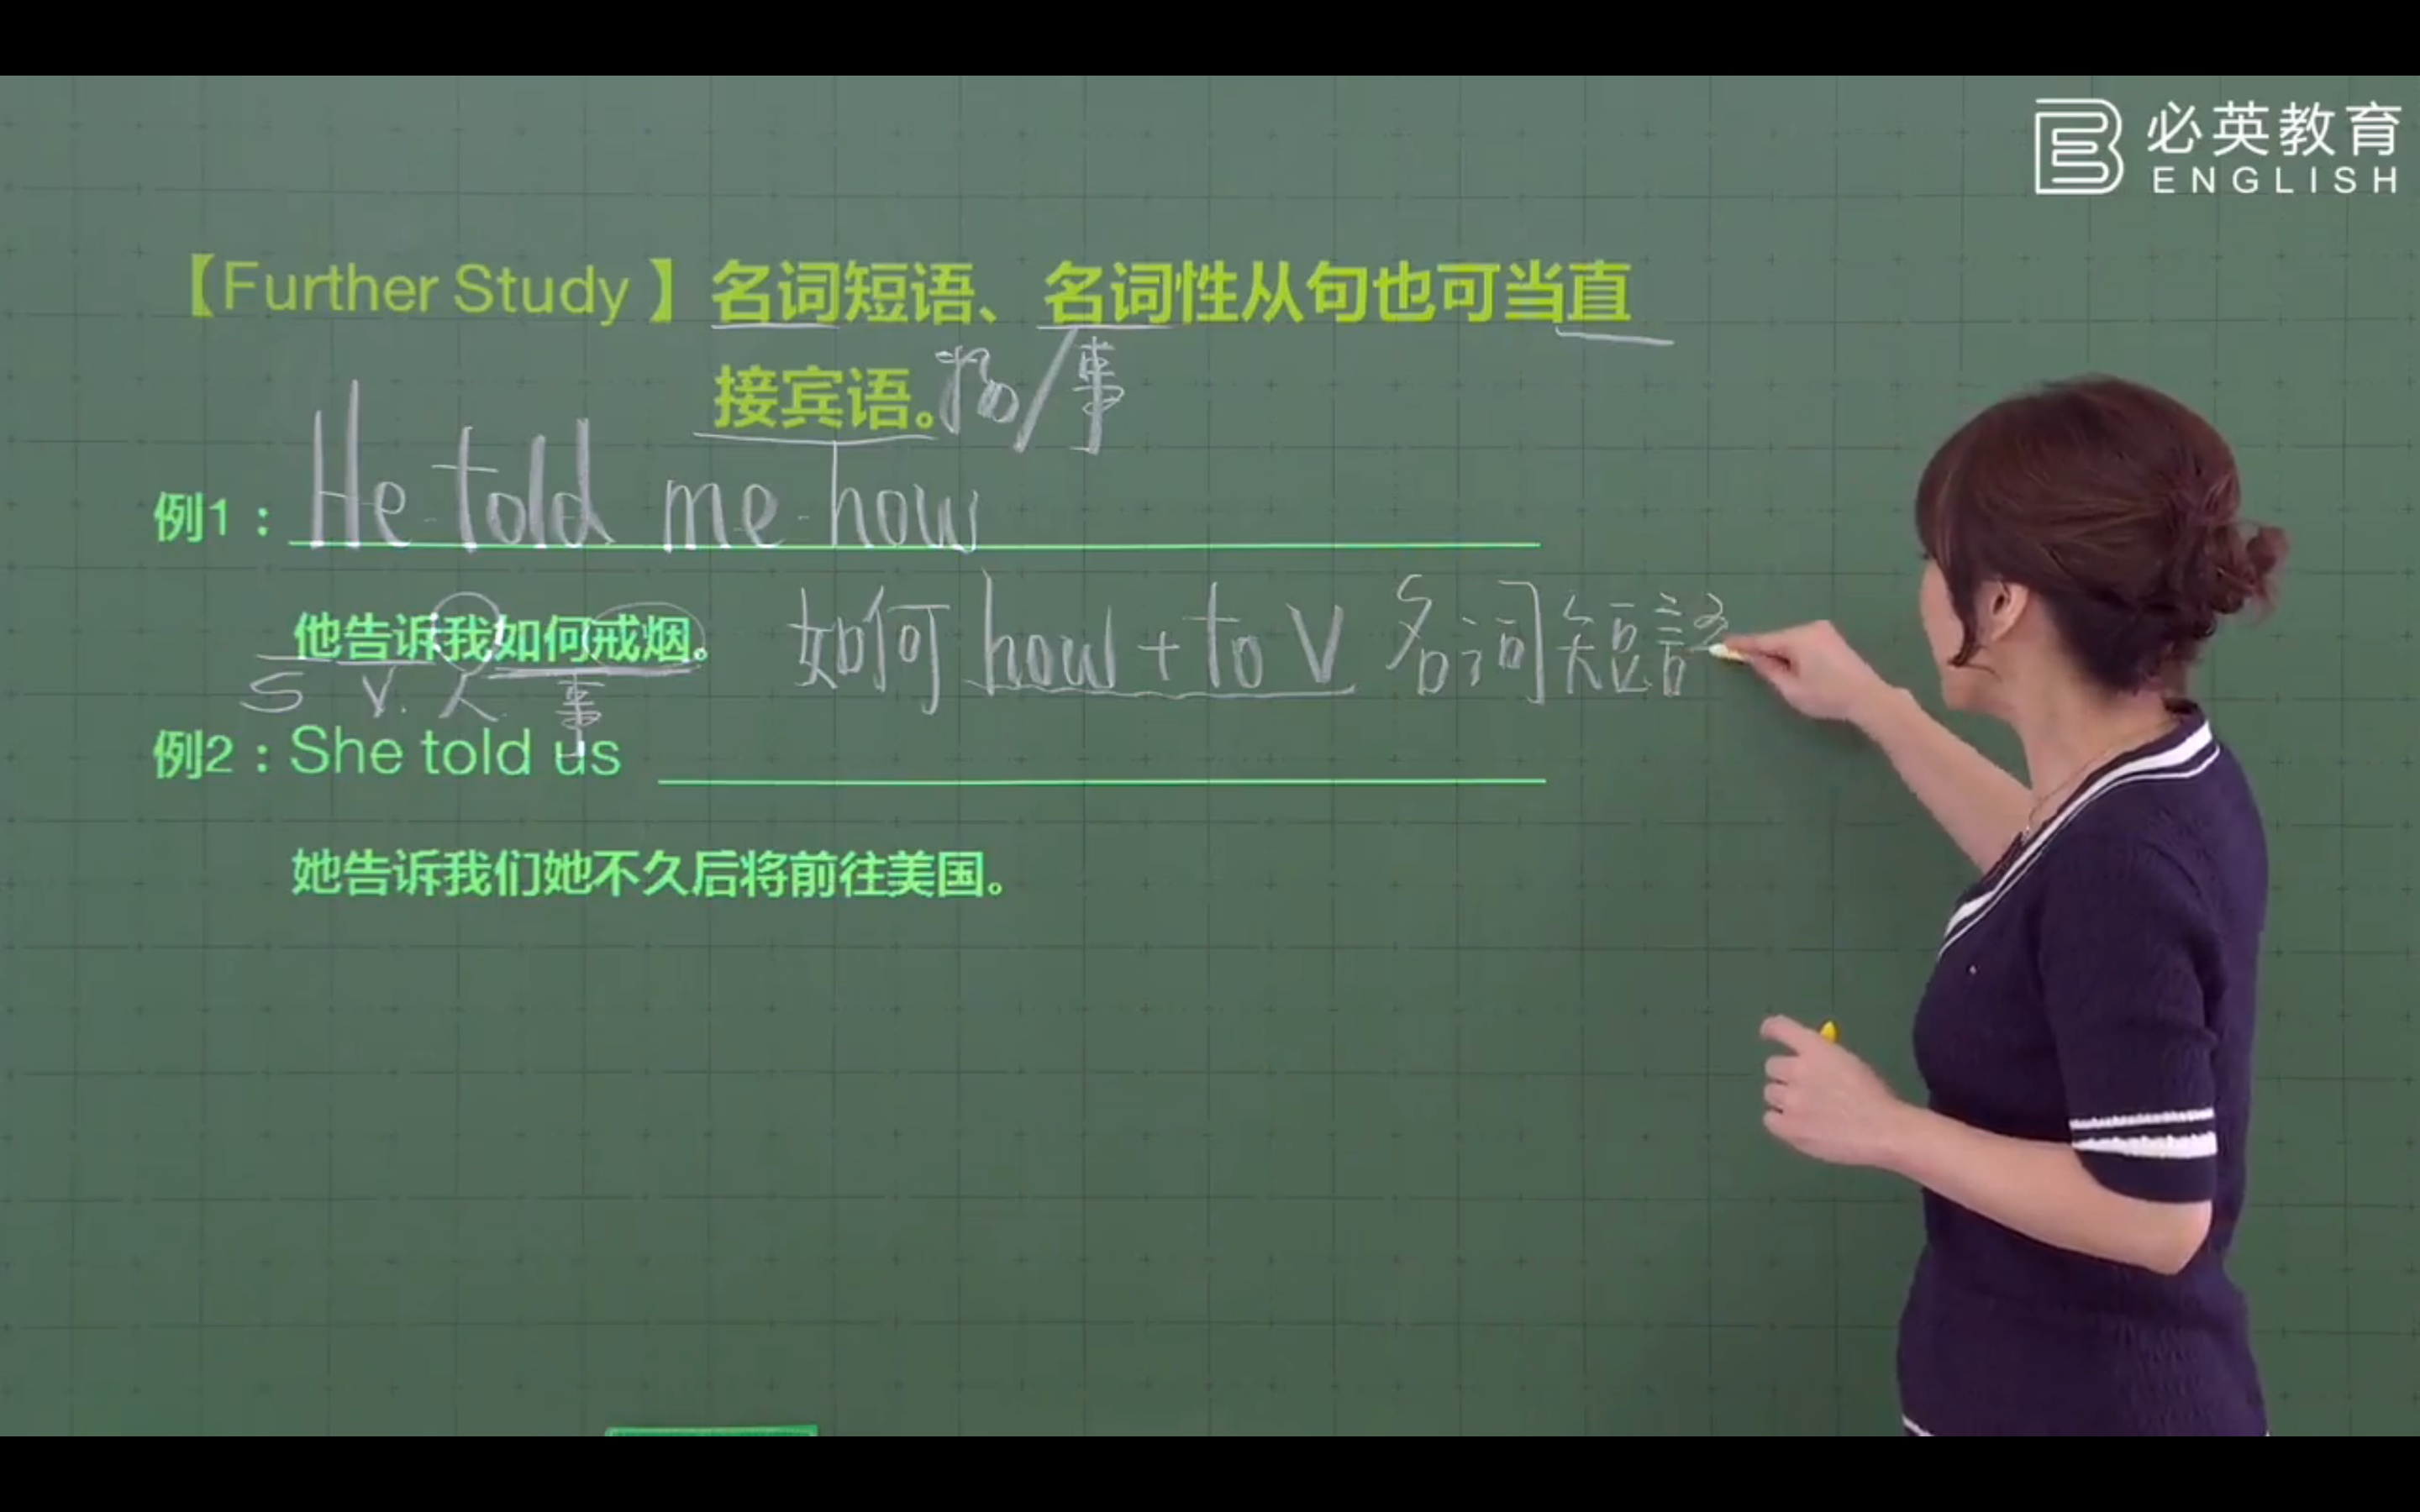 必英教育
ENGLISH
【Further Study】名词短语、名词性从句也可当直
接宾语。物/事
例1：He told me how
他告诉我如何戒烟。 如何 how + to V 名词短語
S V. 人 事
例2：She told us
她告诉我们她不久后将前往美国。